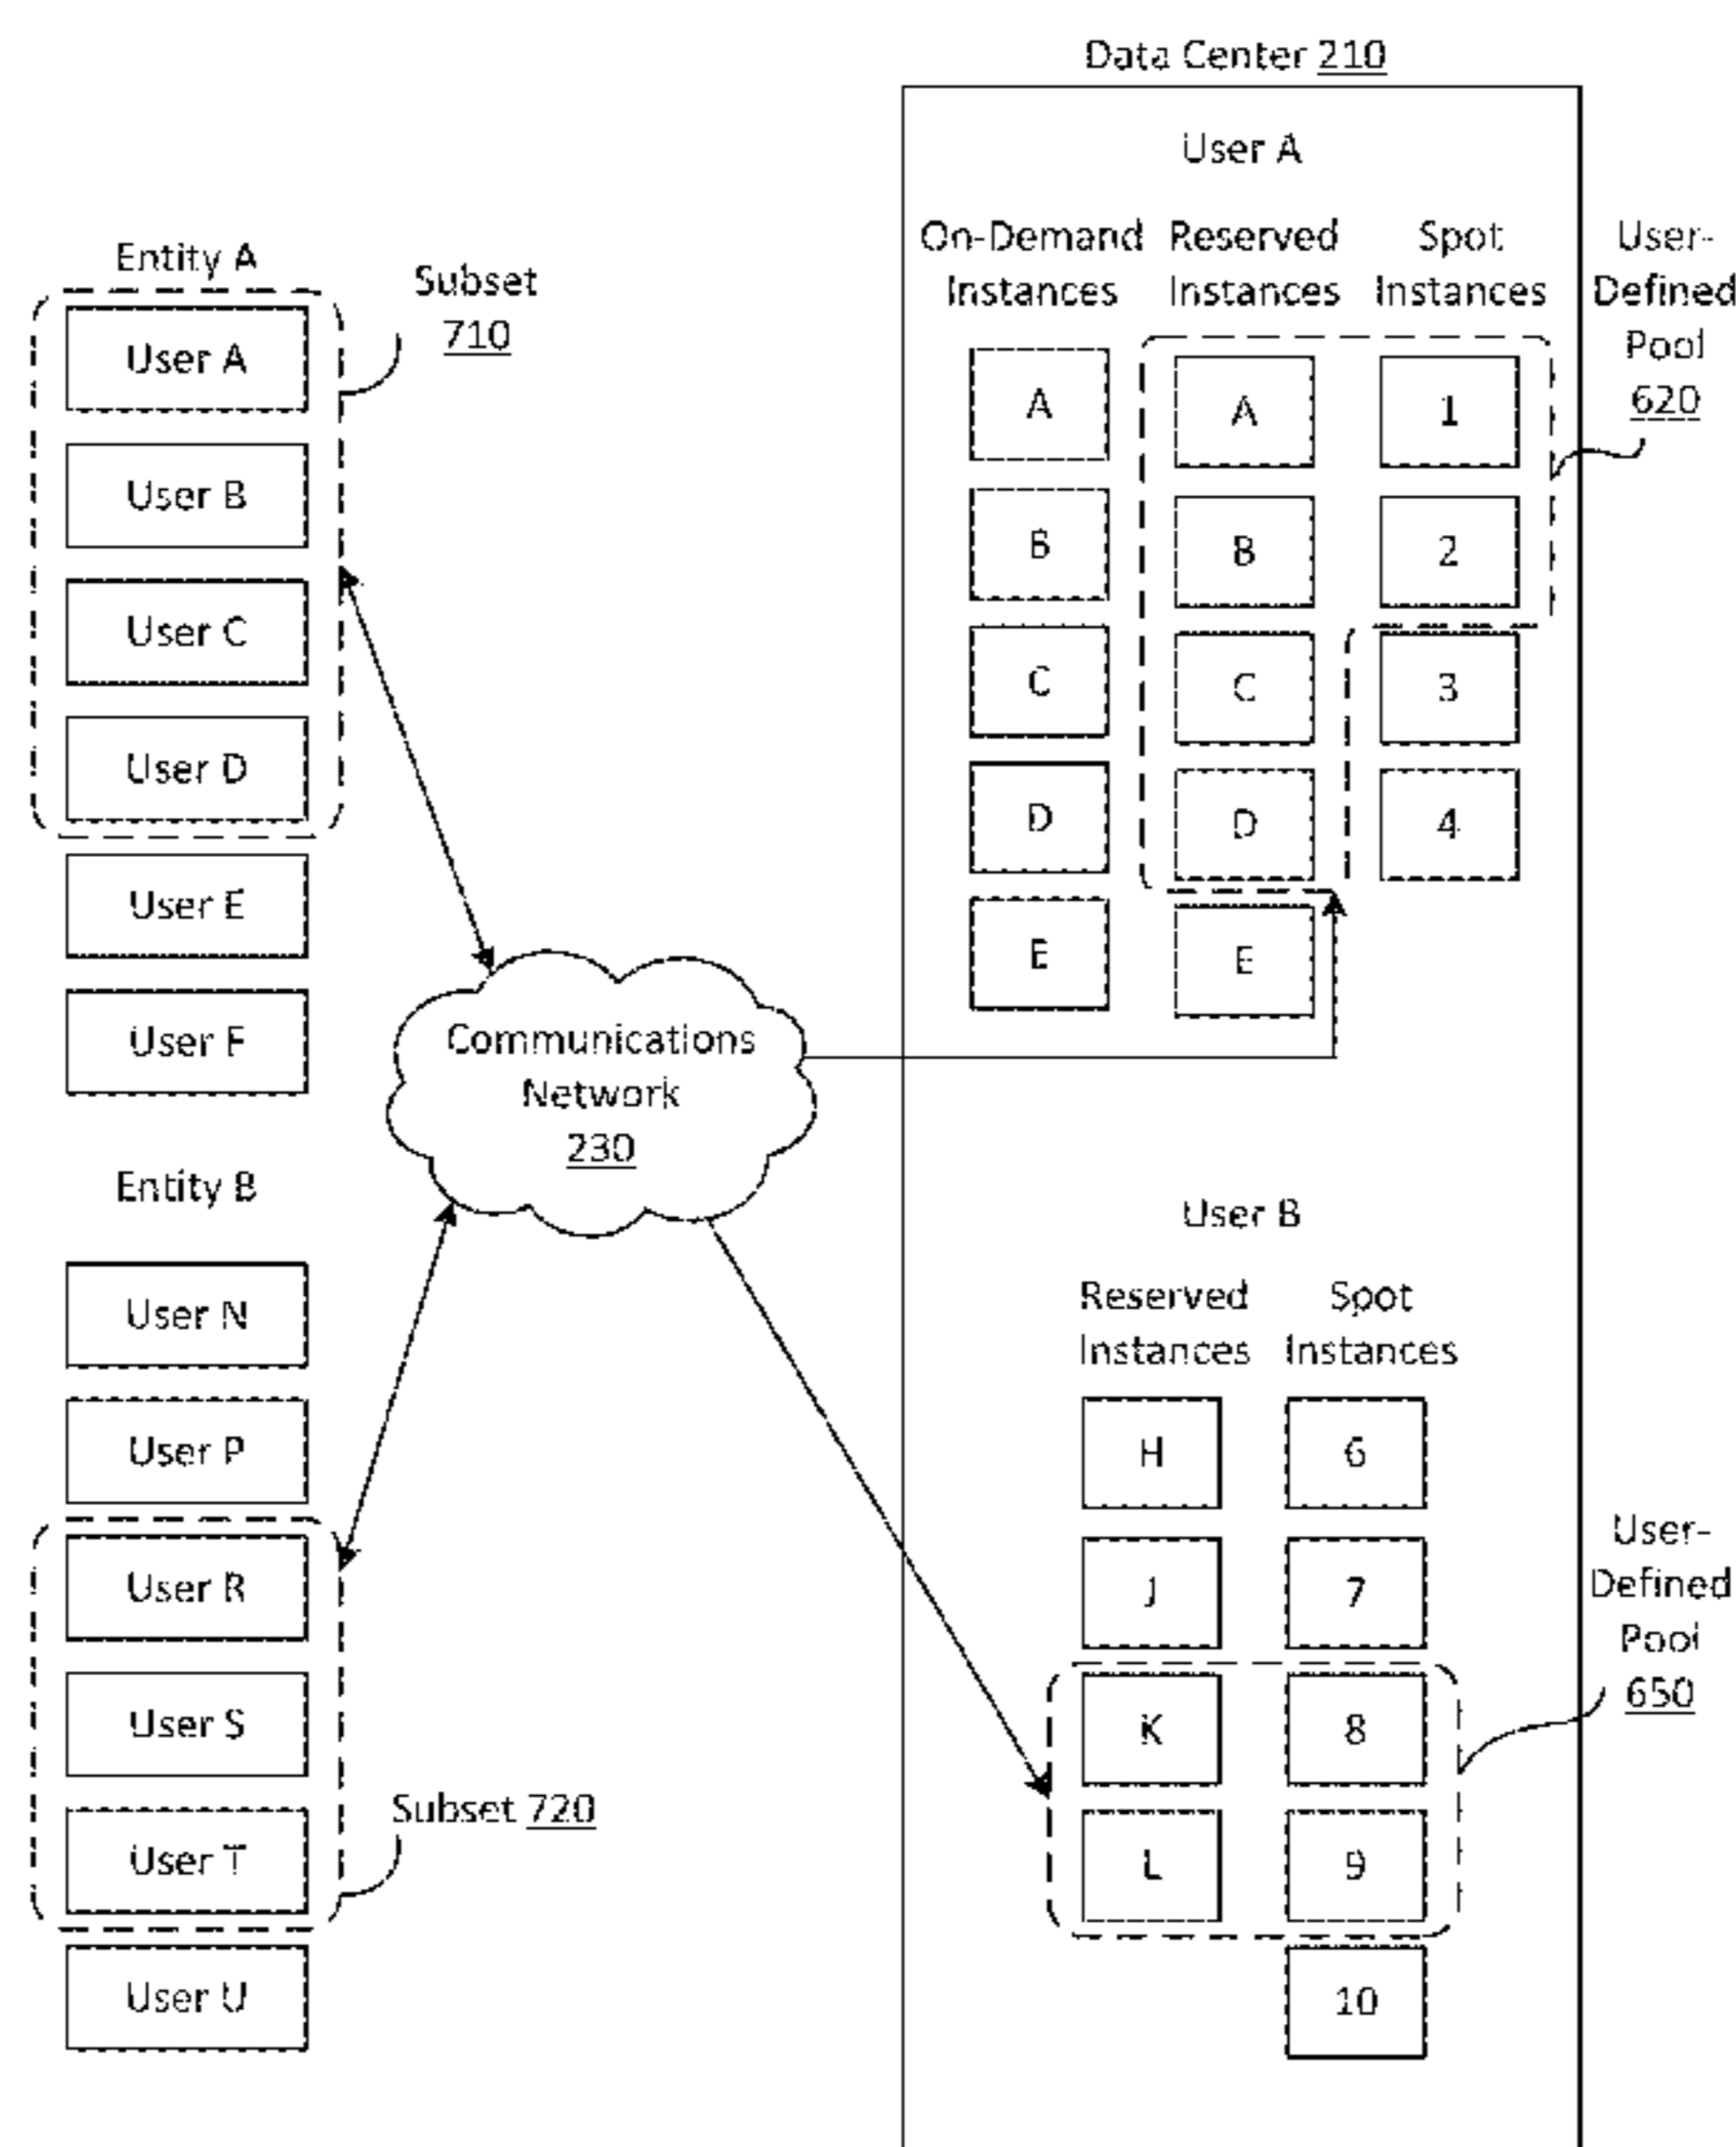 Data Center 210
User A
On-Demand Instances
Reserved Instances
Spot Instances
User-
Defined
Pool
620
A
B
C
D
E
A
B
C
D
E
1
2
3
4
Entity A
Subset
710
User A
User B
User C
User D
User E
User F
Communications
Network
230
Entity B
User N
User P
User R
User S
User T
User U
Subset 720
User B
Reserved
Instances
Spot
Instances
H
J
K
L
6
7
8
9
10
User-
Defined
Pool
650